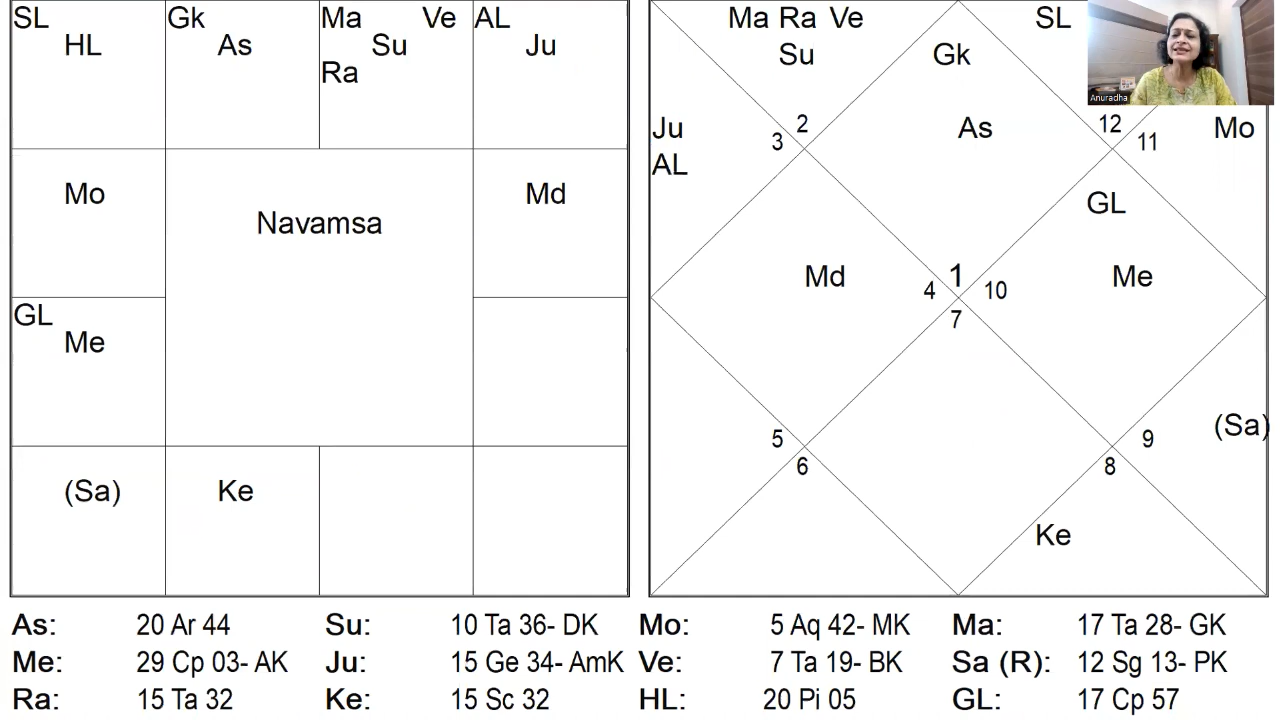 SL Gk Ma Ve AL
HL As Su Ju
Ra
Mo Md
Navamsa
GL
Me
(Sa) Ke
Ma Ra Ve SL
Su Gk
Anuradha
Ju 2 As 12 Mo
3 11
AL
GL
Md 1 Me
4 10
7
5 9 (Sa)
6 8
Ke
As: 20 Ar 44 Su: 10 Ta 36- DK Mo: 5 Aq 42- MK Ma: 17 Ta 28- GK
Me: 29 Cp 03- AK Ju: 15 Ge 34- AmK Ve: 7 Ta 19- BK Sa (R): 12 Sg 13- PK
Ra: 15 Ta 32 Ke: 15 Sc 32 HL: 20 Pi 05 GL: 17 Cp 57